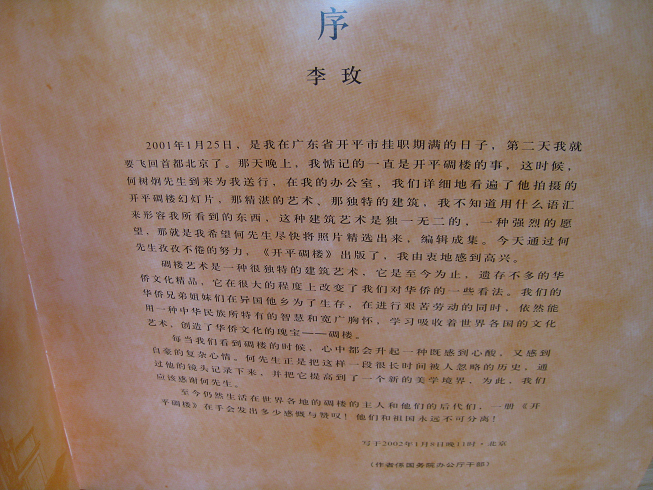 序
李 玫
2001年1月25日，是我在广东省开平市挂职期满的日子，第二天我就
要飞回首都北京了。那天晚上，我惦记的一直是开平碉楼的事，这时候，
何树炯先生到来为我送行，在我的办公室，我们详细地看遍了他拍摄的
开平碉楼幻灯片，那精湛的艺术、那独特的建筑，我不知道用什么语汇
来形容我所看到的东西，这种建筑艺术是独一无二的，一种强烈的愿
望，那就是我希望何先生尽快将照片精选出来，编辑成集。今天通过何
先生孜孜不倦的努力，《开平碉楼》出版了，我由衷地感到高兴。
碉楼艺术是一种很独特的建筑艺术，它是至今为止，遗存不多的华
侨文化精品，它在很大的程度上改变了我们对华侨的一些看法。我们的
华侨兄弟姐妹们在异国他乡为了生存，在进行艰苦劳动的同时，依然能
用一种中华民族所特有的智慧和宽广胸怀，学习吸收着世界各国的文化
艺术，创造了华侨文化的瑰宝——碉楼。
每当我们看到碉楼的时候，心中都会升起一种既感到心酸，又感到
自豪的复杂心情。何先生正是把这样一段很长时间被人忽略的历史，通
过他的镜头记录下来，并把它提高到了一个新的美学境界，为此，我们
应该感谢何先生。
至今仍然生活在世界各地的碉楼的主人和他们的后代们，一册《开
平碉楼》在手会发出多少感慨与赞叹！他们和祖国永远不可分离！
写于2002年1月8日晚11时·北京
（作者系国务院办公厅干部）